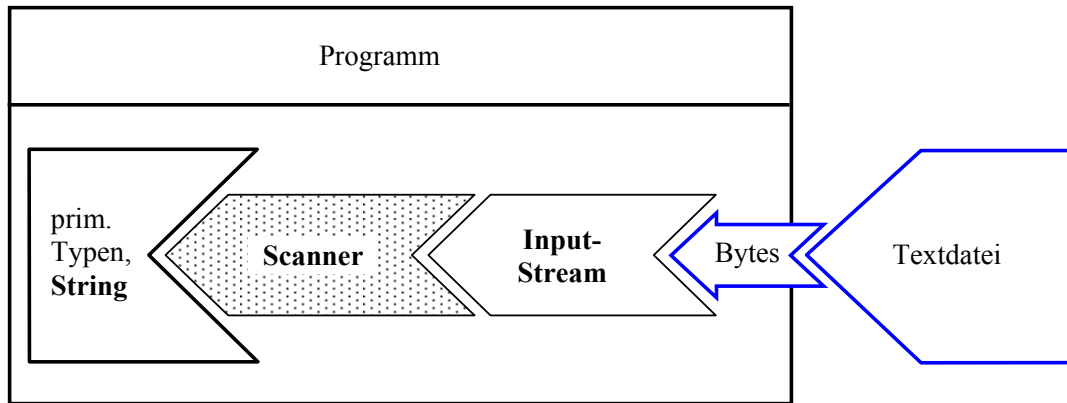 Programm
prim.
Typen,
String
Scanner
Input-
Stream
Bytes
Textdatei